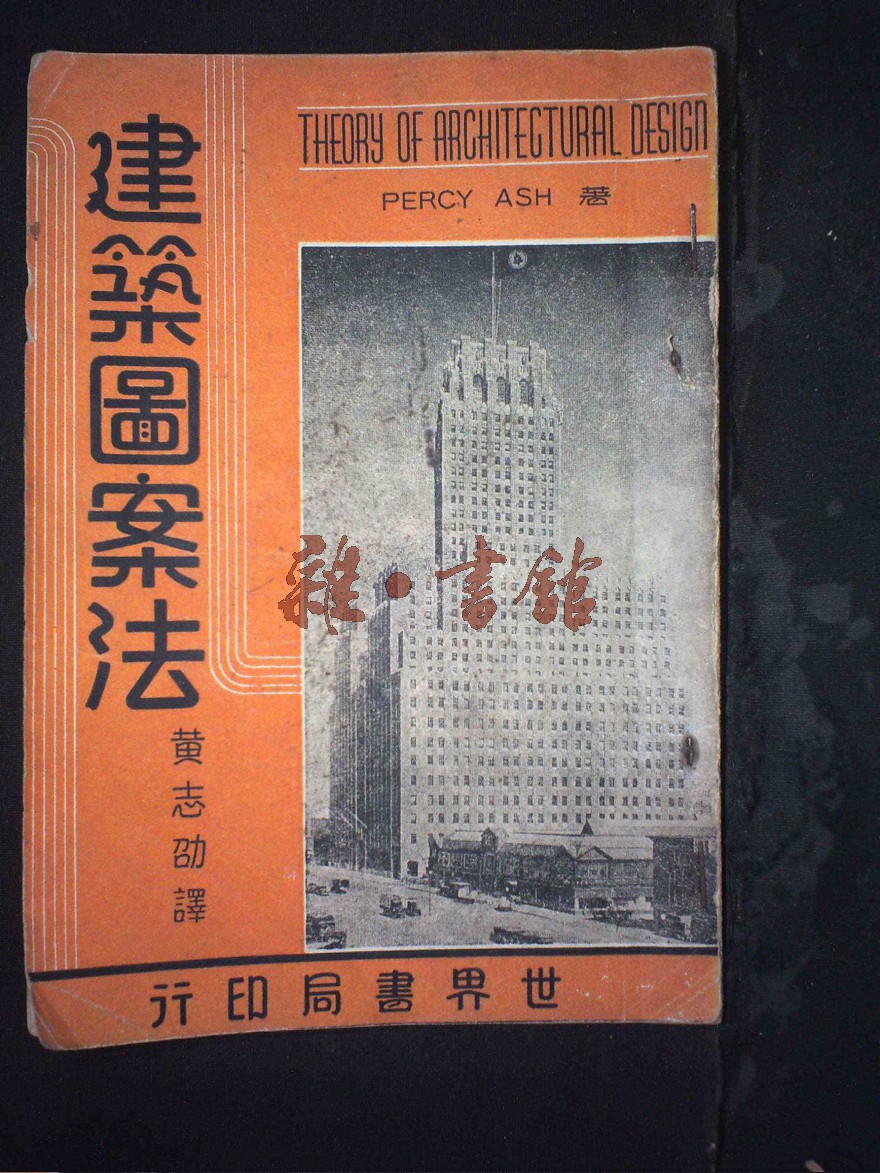 THEORY OF ARCHITECTURAL DESIGN
PERCY ASH 著
建築圖案法
黄志劭譯
雜·書館
世界書局印行